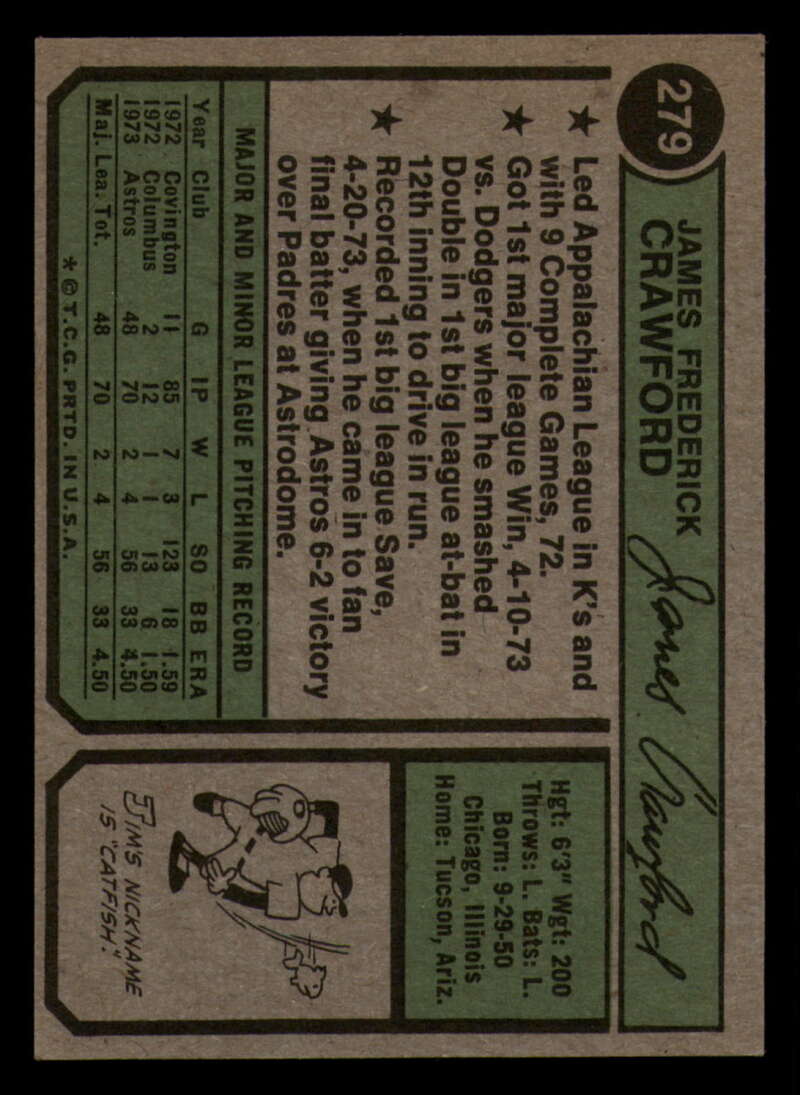 279
JAMES FREDERICK
CRAWFORD
James Crawford
★ Led Appalachian League in K's and
with 9 Complete Games, 72.
★ Got 1st major league Win, 4-10-73
vs. Dodgers when he smashed
Double in 1st big league at-bat in
12th inning to drive in run.
★ Recorded 1st big league Save,
4-20-73, when he came in to fan
final batter giving Astros 6-2 victory
over Padres at Astrodome.
MAJOR AND MINOR LEAGUE PITCHING RECORD
Year Club G IP W L SO BB ERA
1972 Covington 11 85 7 3 123 18 1.59
1972 Columbus 2 12 1 1 13 6 1.50
1973 Astros 48 70 2 4 56 33 4.50
Maj. Lea. Tot. 48 70 2 4 56 33 4.50
* © T.C.G. PRTD. IN U.S.A.
Hgt: 6'3" Wgt: 200
Throws: L. Bats: L.
Born: 9-29-50
Chicago, Illinois
Home: Tucson, Ariz.
JIM'S NICKNAME
IS "CATFISH".